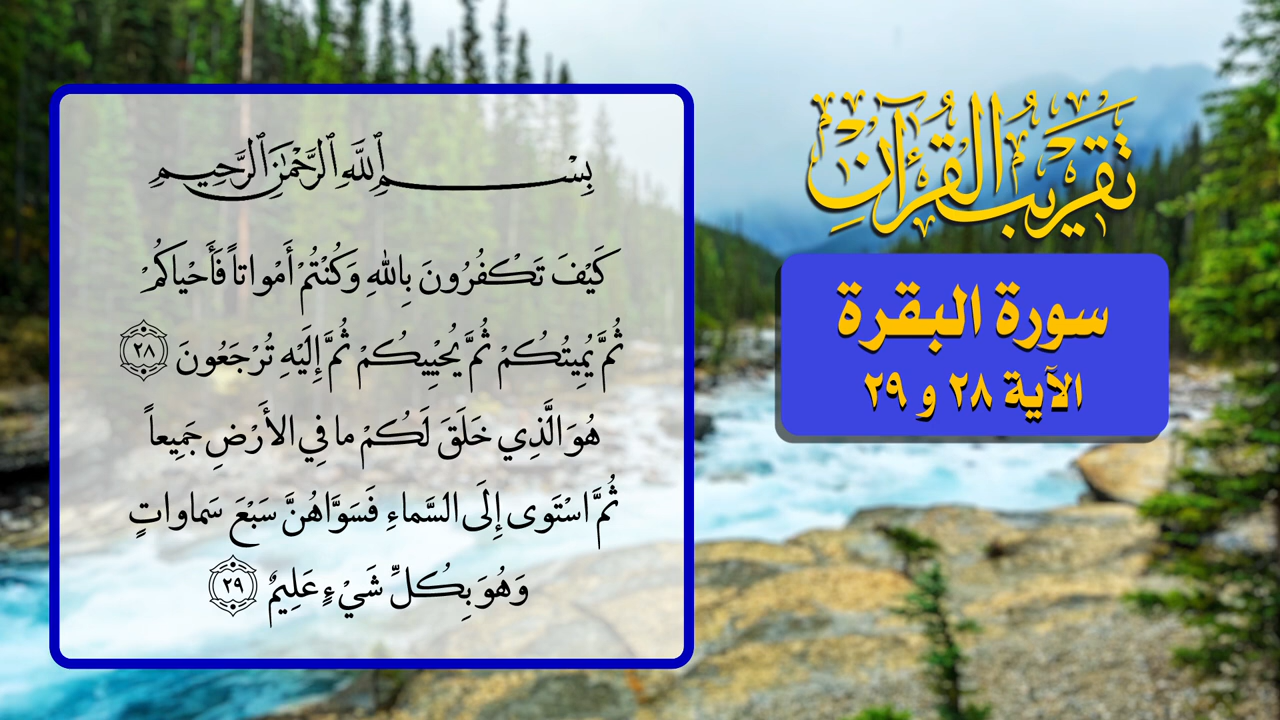 تقريب القرآن
سورة البقرة
الآية ٢٨ و ٢٩
بِسْمِ ٱللَّهِ ٱلرَّحْمَٰنِ ٱلرَّحِيمِ
كَيْفَ تَكْفُرُونَ بِاللهِ وَكُنْتُمْ أَمْواتاً فَأَحْياكُمْ
ثُمَّ يُمِيتُكُمْ ثُمَّ يُحْيِيكُمْ ثُمَّ إِلَيْهِ تُرْجَعُونَ ٢٨
هُوَ الَّذِي خَلَقَ لَكُمْ ما فِي الأَرْضِ جَمِيعاً
ثُمَّ اسْتَوى إِلَى السَّماءِ فَسَوَّاهُنَّ سَبْعَ سَماواتٍ
وَهُوَ بِكُلِّ شَيْءٍ عَلِيمٌ ٢٩